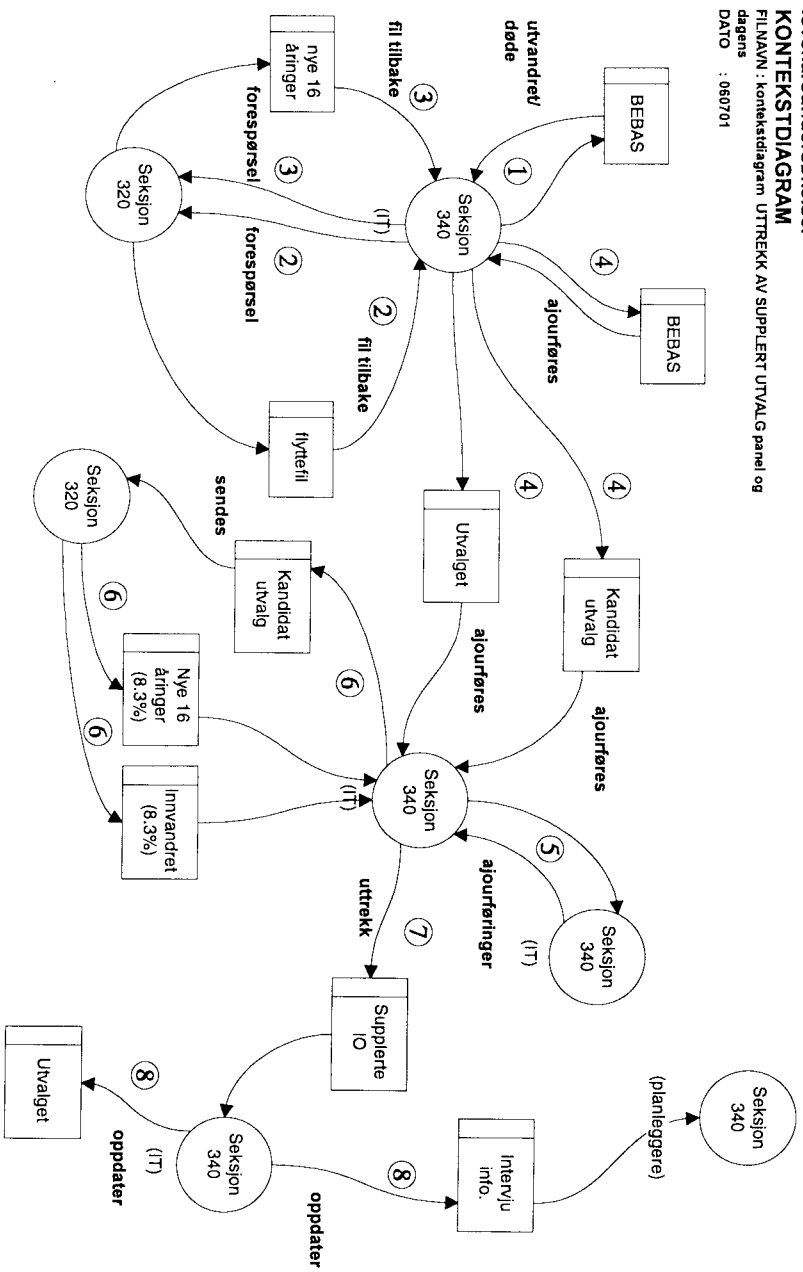 KONTEKSTDIAGRAM
FILNAVN : kontekstdiagram UTTREKK AV SUPPLERT UTVALG panel og
dagens
DATO : 060701
BEBAS
utvandret/
døde
1
BEBAS
4
ajourføres
nye 16
åringer
fil tilbake
3
forespørsel
Seksjon
340
(IT)
3
2
forespørsel
Seksjon
320
2
fil tilbake
flyttefil
4
4
Kandidat
utvalg
ajourføres
Utvalget
ajourføres
Kandidat
utvalg
sendes
6
Seksjon
320
6
Nye 16
åringer
(8.3%)
6
Innvandret
(8.3%)
Seksjon
340
(IT)
5
ajourføringer
Seksjon
340
(IT)
uttrekk
7
Supplerte
IO
Seksjon
340
(planleggere)
Intervju
info.
8
oppdater
Seksjon
340
(IT)
8
oppdater
Utvalget